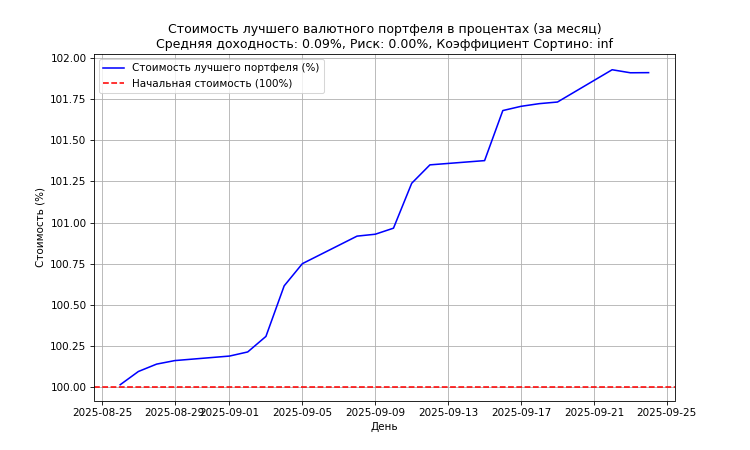 Стоимость лучшего валютного портфеля в процентах (за месяц)
Средняя доходность: 0.09%, Риск: 0.00%, Коэффициент Сортино: inf
Стоимость лучшего портфеля (%)
Начальная стоимость (100%)
Стоимость (%)
102.00
101.75
101.50
101.25
101.00
100.75
100.50
100.25
100.00
2025-08-25 2025-08-29 2025-09-01 2025-09-05 2025-09-09 2025-09-13 2025-09-17 2025-09-21 2025-09-25
День